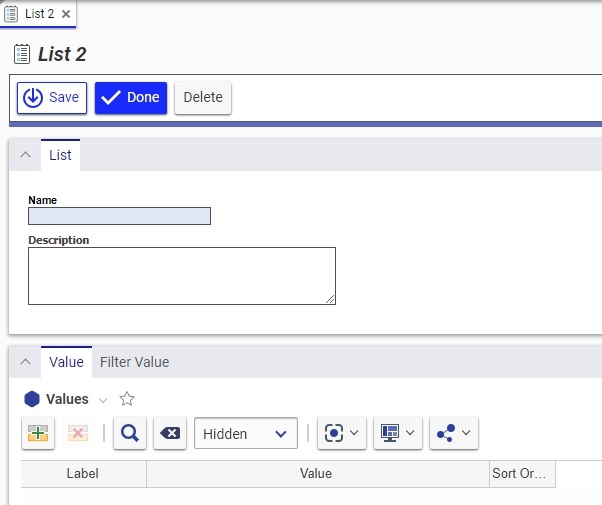 List 2
List 2
Save Done Delete
List
Name
Description
Value Filter Value
Values
Hidden
Label Value Sort Or...